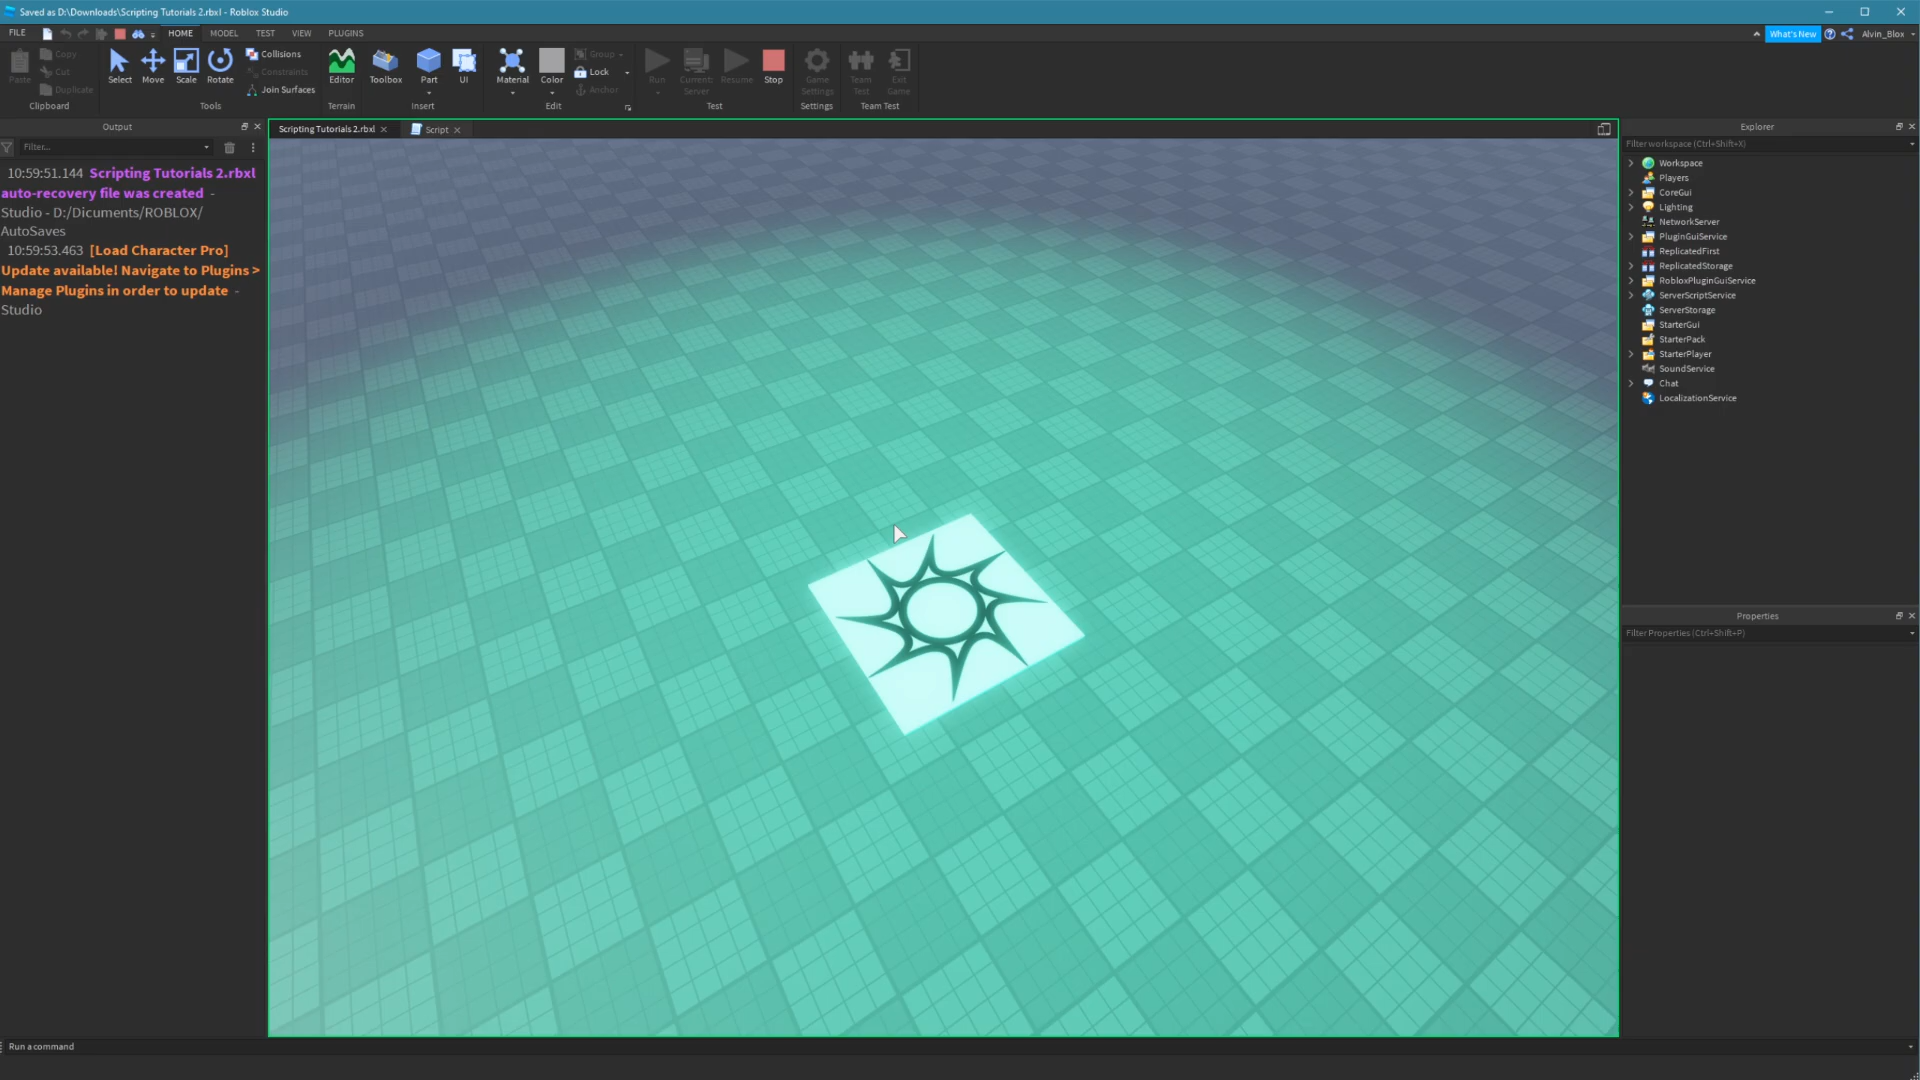 Saved as D:\Downloads\Scripting Tutorials 2.rbxl - Roblox Studio
FILE HOME MODEL TEST VIEW PLUGINS What's New Alvin_Blox
Paste Copy Cut Duplicate
Clipboard
Select Move Scale Rotate Collisions Constraints Join Surfaces
Tools
Editor
Terrain
Toolbox Part UI
Insert
Material Color Group Lock Anchor
Edit
Run Current: Server Resume Stop
Test
Game Settings
Settings
Team Test Exit Game
Team Test
Output
Filter...
10:59:51.144 Scripting Tutorials 2.rbxl
auto-recovery file was created -
Studio - D:/Dicuments/ROBLOX/
AutoSaves
10:59:53.463 [Load Character Pro]
Update available! Navigate to Plugins >
Manage Plugins in order to update -
Studio
Scripting Tutorials 2.rbxl Script
Explorer
Filter workspace (Ctrl+Shift+X)
Workspace
Players
CoreGui
Lighting
NetworkServer
PluginGuiService
ReplicatedFirst
ReplicatedStorage
RobloxPluginGuiService
ServerScriptService
ServerStorage
StarterGui
StarterPack
StarterPlayer
SoundService
Chat
LocalizationService
Properties
Filter Properties (Ctrl+Shift+P)
Run a command